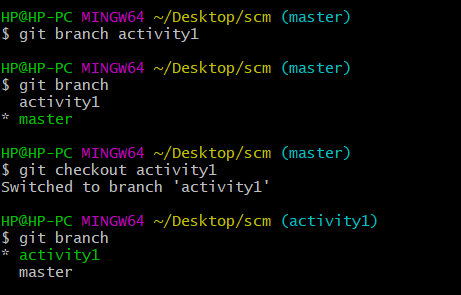 HP@HP-PC MINGW64 ~/Desktop/scm (master)
$ git branch activity1
HP@HP-PC MINGW64 ~/Desktop/scm (master)
$ git branch
  activity1
* master
HP@HP-PC MINGW64 ~/Desktop/scm (master)
$ git checkout activity1
Switched to branch 'activity1'
HP@HP-PC MINGW64 ~/Desktop/scm (activity1)
$ git branch
* activity1
  master